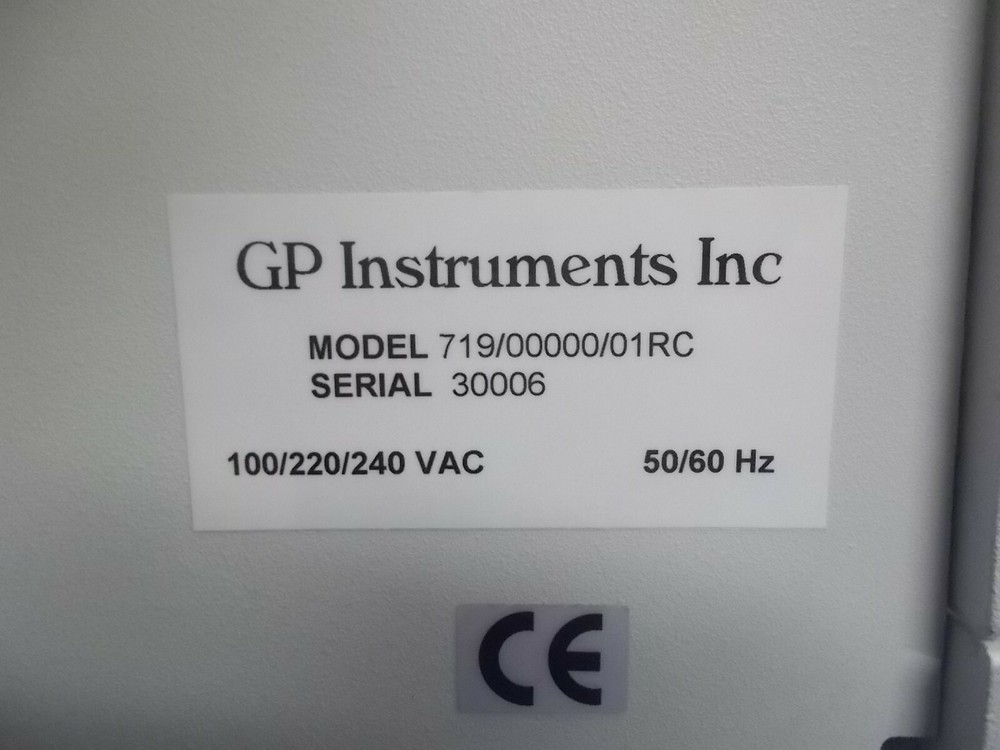 GP Instruments Inc
MODEL 719/00000/01RC
SERIAL 30006
100/220/240 VAC 50/60 Hz
CE